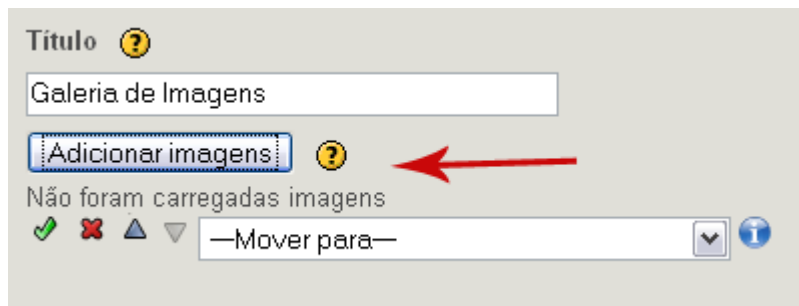 Título ?
Galeria de Imagens
Adicionar imagens ?
Não foram carregadas imagens
—Mover para— i